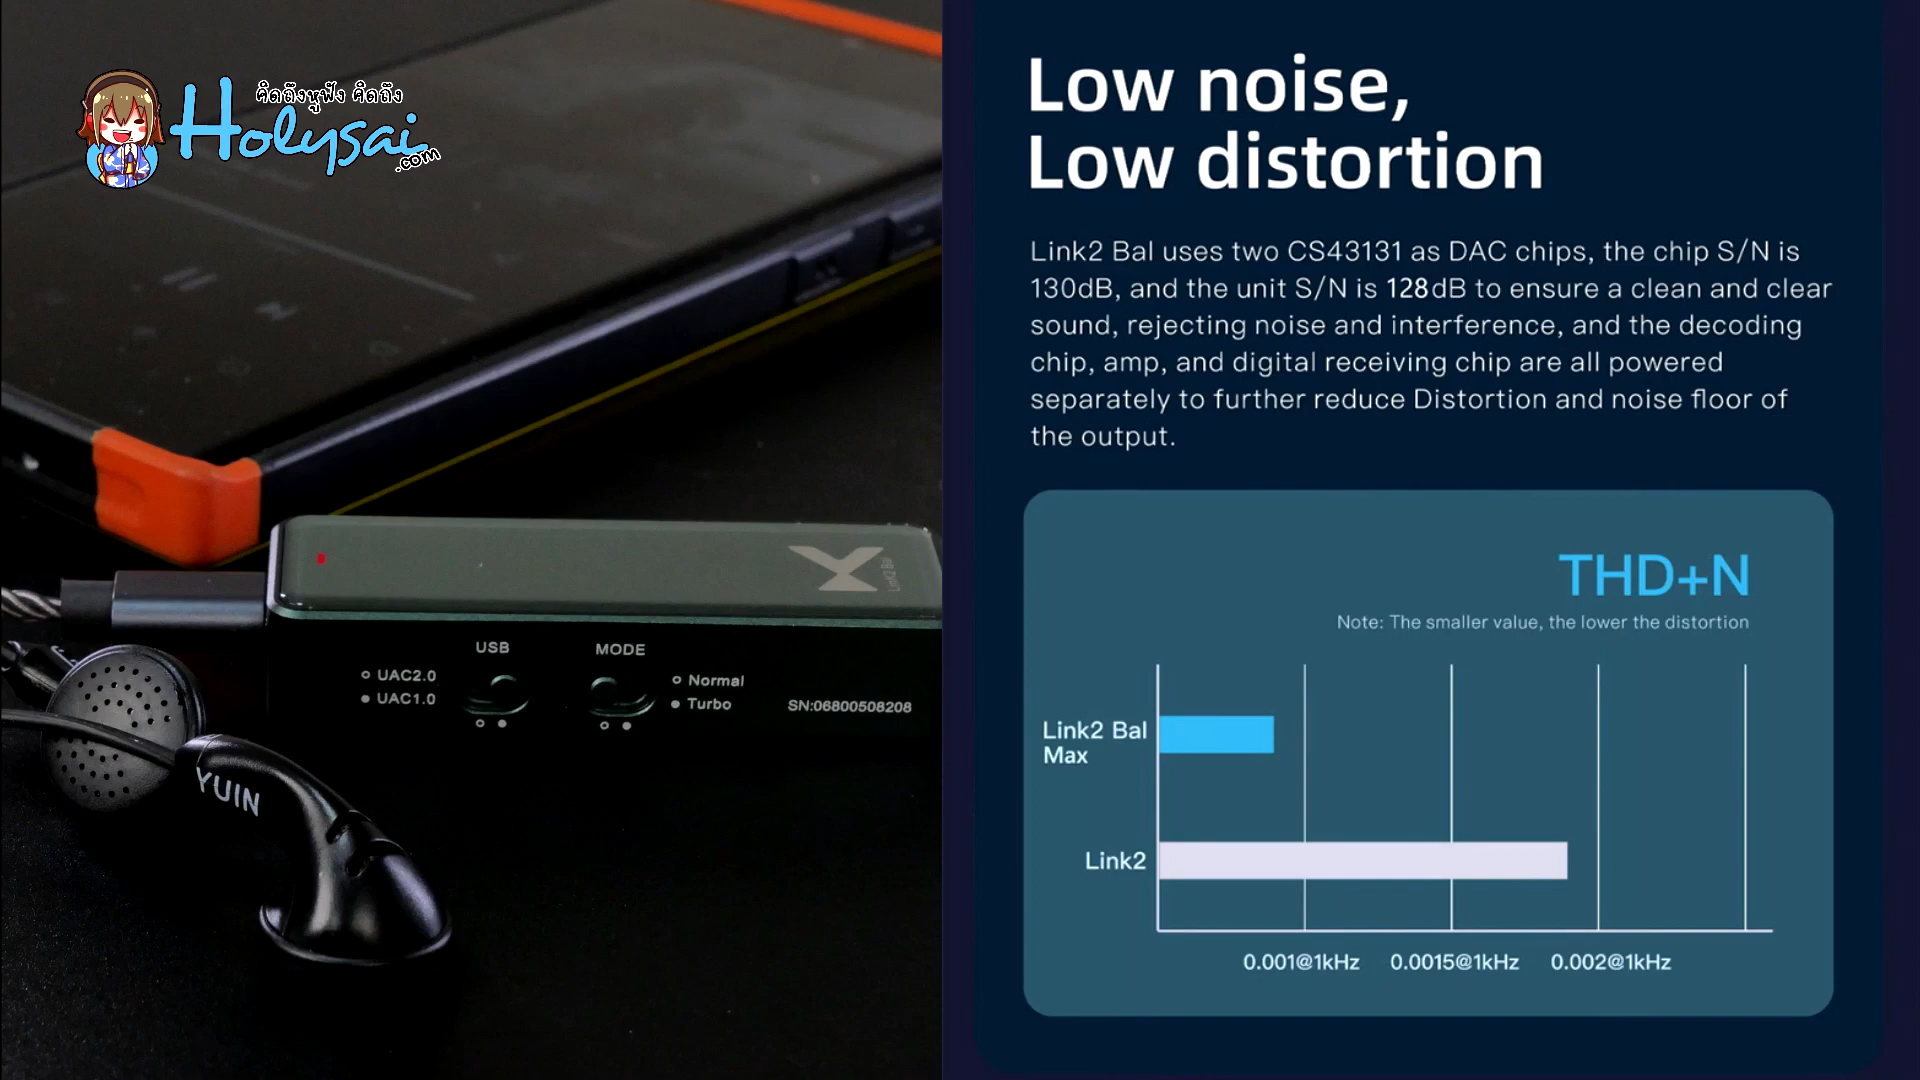 คิดถึงหูฟัง คิดถึง
Holysai
.com
Link2 Bal
USB
MODE
UAC2.0
UAC1.0
Normal
Turbo
SN:06800508208
YUIN
Low noise,
Low distortion
Link2 Bal uses two CS43131 as DAC chips, the chip S/N is
130dB, and the unit S/N is 128dB to ensure a clean and clear
sound, rejecting noise and interference, and the decoding
chip, amp, and digital receiving chip are all powered
separately to further reduce Distortion and noise floor of
the output.
THD+N
Note: The smaller value, the lower the distortion
Link2 Bal
Max
Link2
0.001@1kHz 0.0015@1kHz 0.002@1kHz